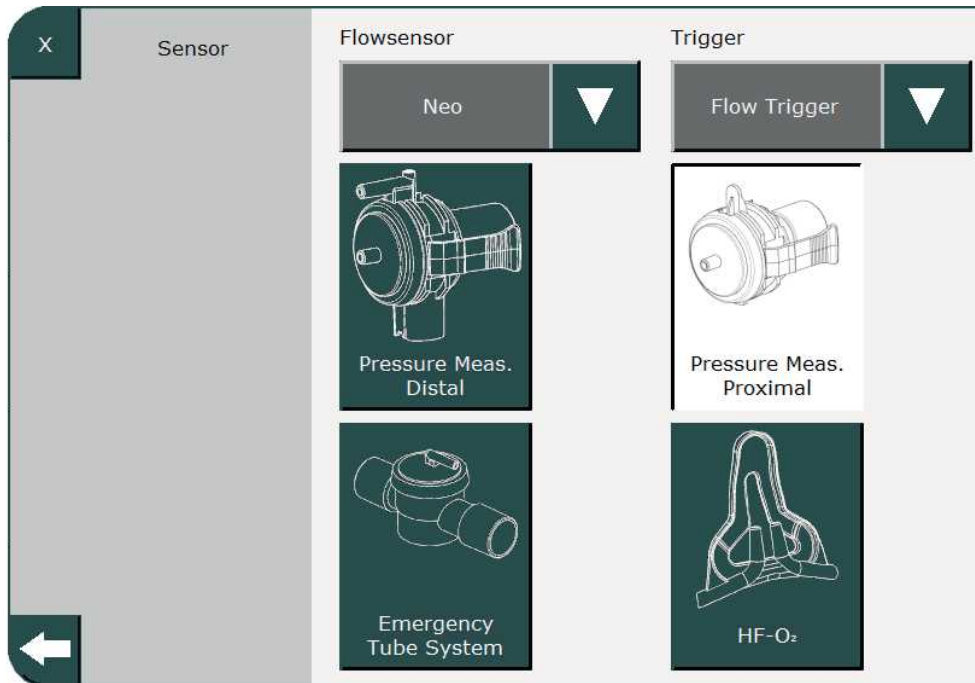 X
Sensor
Flowsensor
Trigger
Neo
Flow Trigger
Pressure Meas.
Distal
Pressure Meas.
Proximal
Emergency
Tube System
HF-O₂